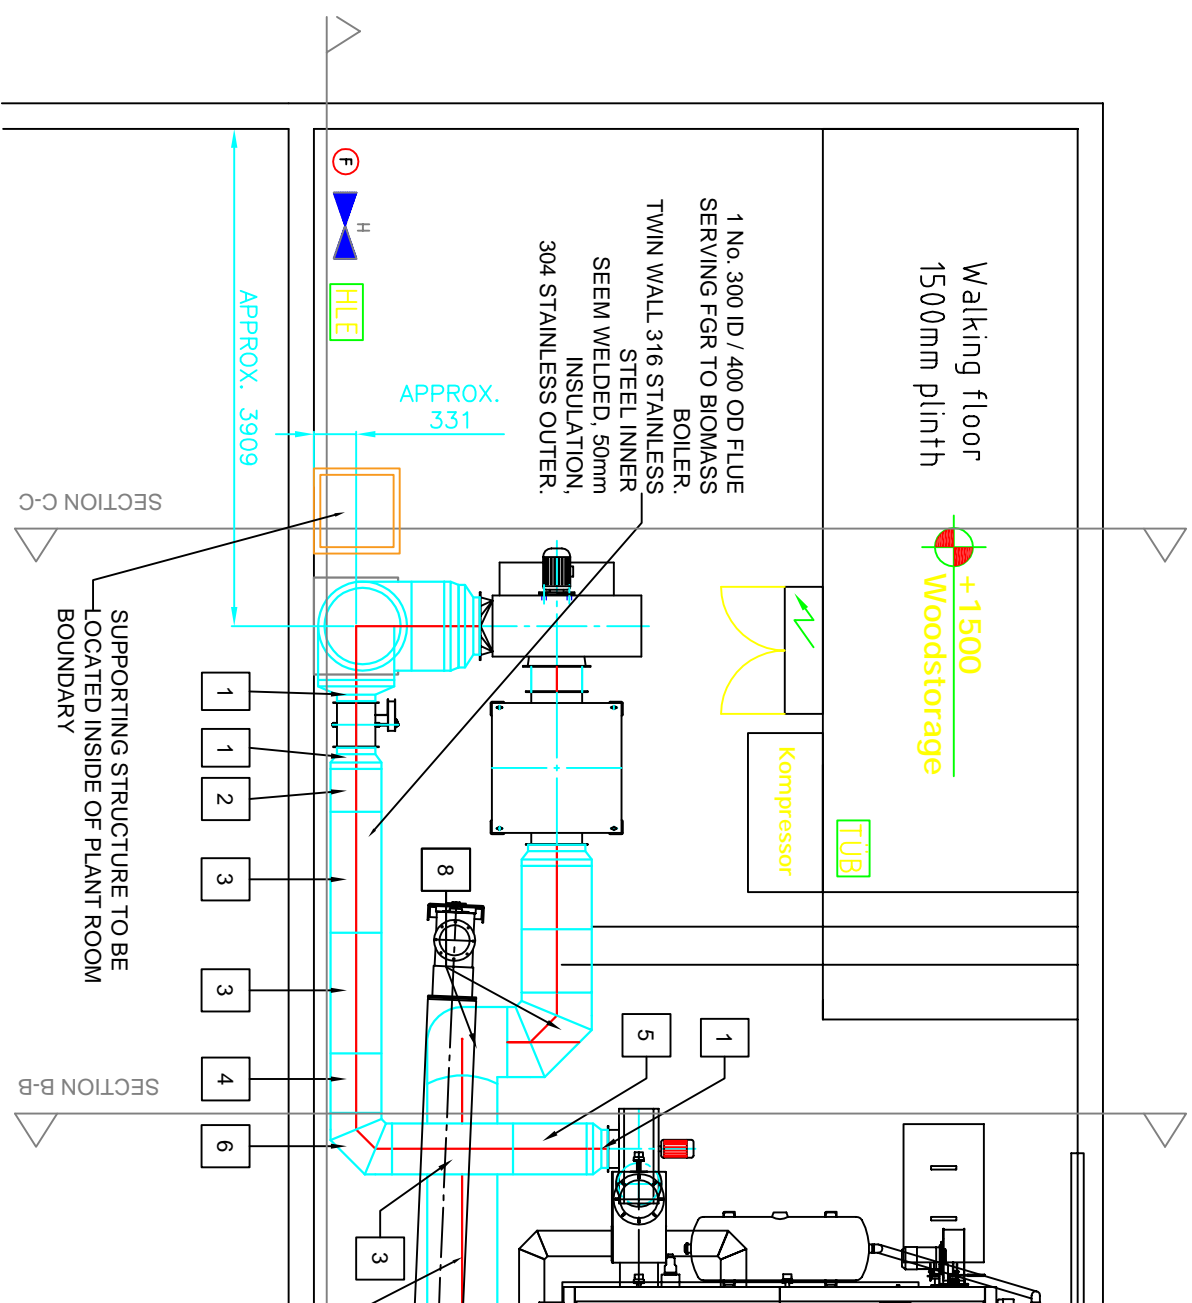 Walking floor
1500mm plinth
+1500
Woodstorage
TÜB
Kompressor
1 No. 300 ID / 400 OD FLUE
SERVING FGR TO BIOMASS
BOILER.
TWIN WALL 316 STAINLESS
STEEL INNER
SEEM WELDED, 50mm
INSULATION,
304 STAINLESS OUTER.
F
H
HLE
APPROX.
331
APPROX. 3909
SECTION C-C
SUPPORTING STRUCTURE TO BE
LOCATED INSIDE OF PLANT ROOM
BOUNDARY
1
1
2
3
3
4
6
8
5
1
3
SECTION B-B